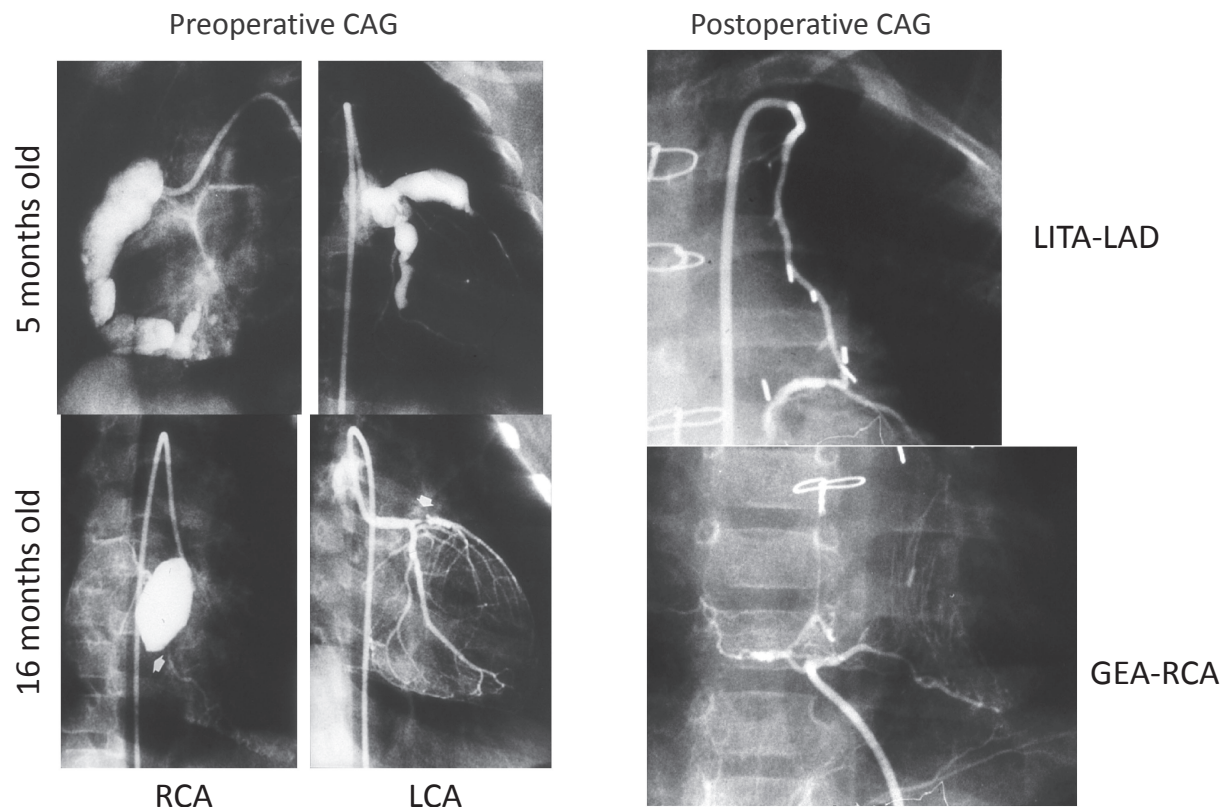 Preoperative CAG
Postoperative CAG
5 months old
LITA-LAD
16 months old
GEA-RCA
RCA
LCA